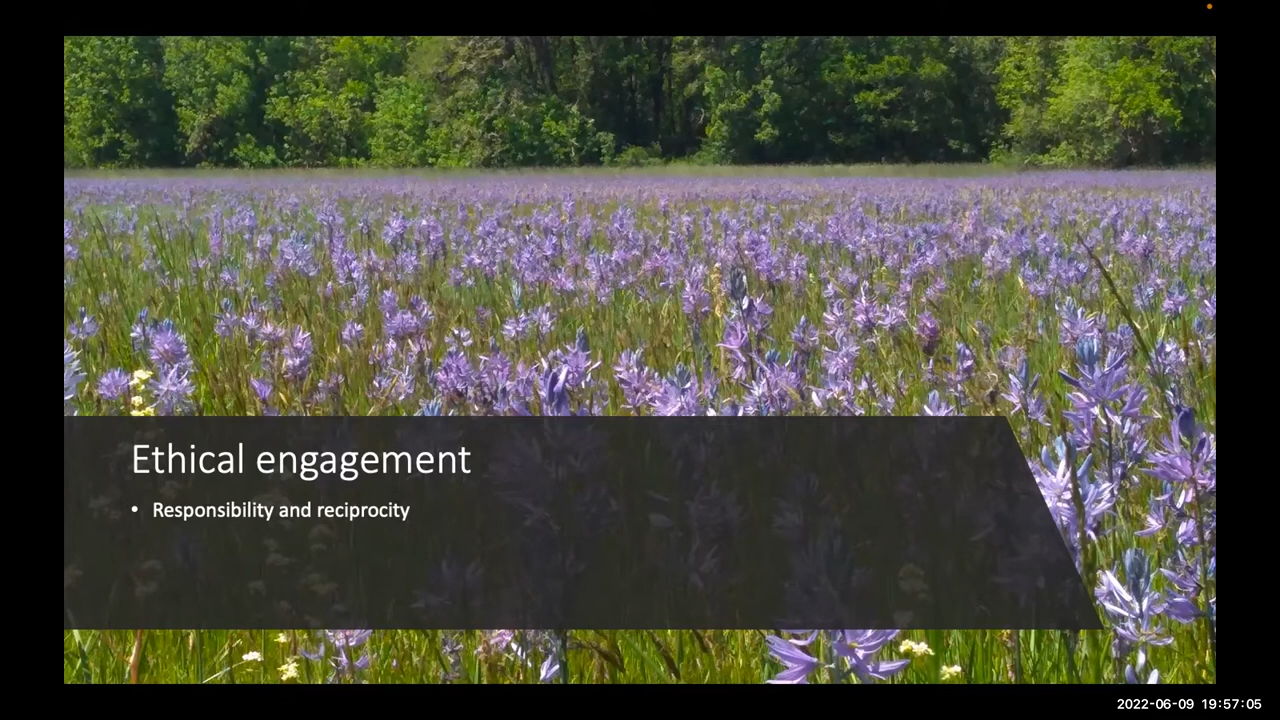 Ethical engagement
• Responsibility and reciprocity
2022-06-09 19:57:05